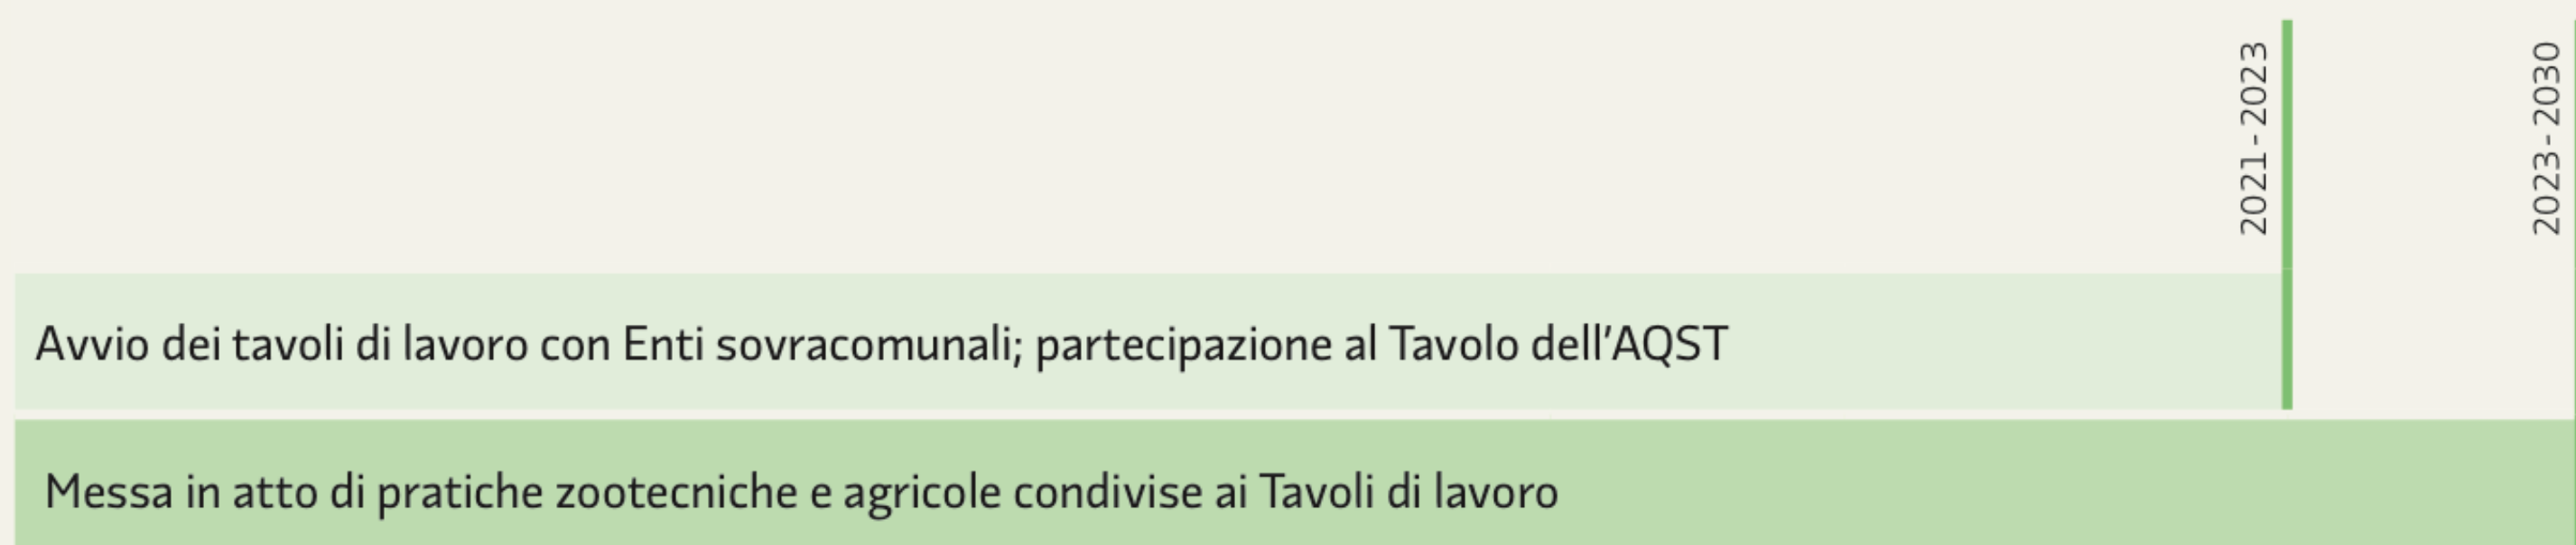 2021 - 2023
2023 - 2030
Avvio dei tavoli di lavoro con Enti sovracomunali; partecipazione al Tavolo dell’AQST
Messa in atto di pratiche zootecniche e agricole condivise ai Tavoli di lavoro